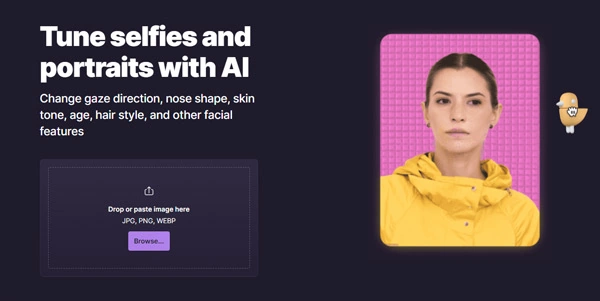 Tune selfies and
portraits with AI
Change gaze direction, nose shape, skin
tone, age, hair style, and other facial
features
Drop or paste image here
JPG, PNG, WEBP
Browse...